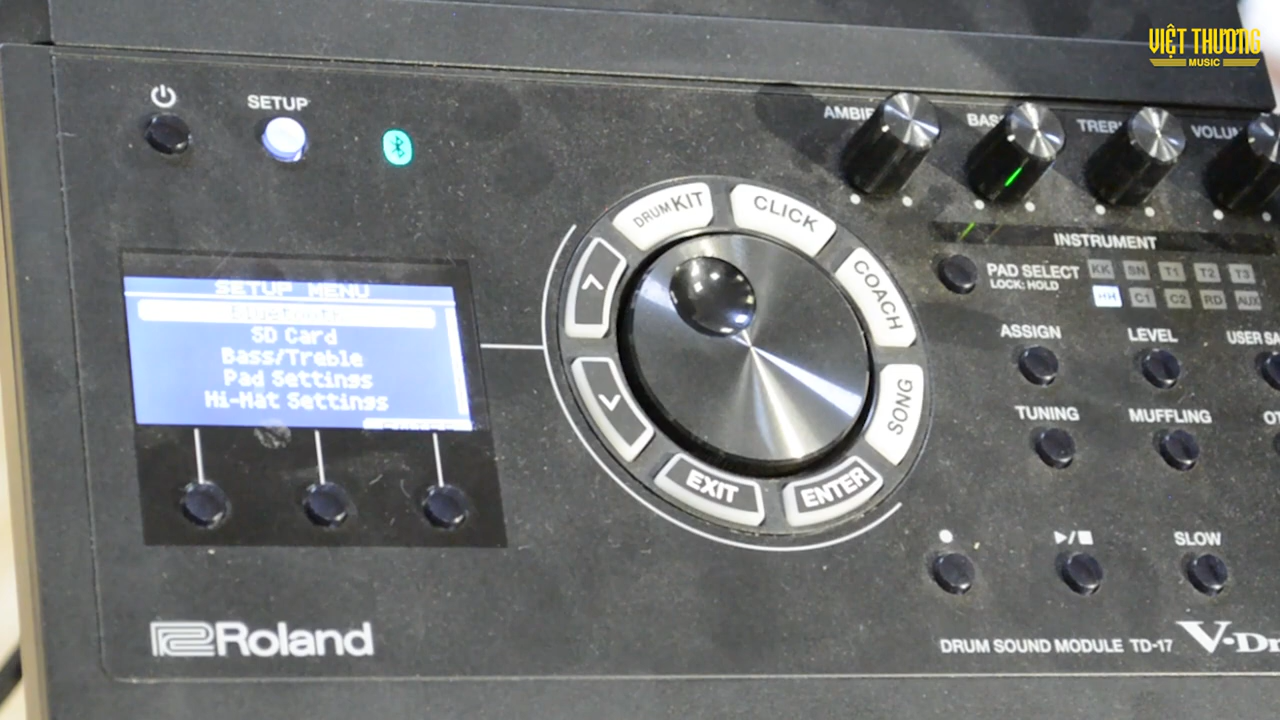 VIỆT THƯƠNG
MUSIC
SETUP
AMBIE
BASS
TREB
VOLUM
DRUM KIT
CLICK
COACH
SONG
ENTER
EXIT
SETUP MENU
Bluetooth
SD Card
Bass/Treble
Pad Settings
Hi-Hat Settings
INSTRUMENT
PAD SELECT
LOCK: HOLD
KK SN T1 T2 T3
HH C1 C2 RD AUX
ASSIGN
LEVEL
USER SA
TUNING
MUFFLING
OT
SLOW
Roland
DRUM SOUND MODULE TD-17
V-Dr